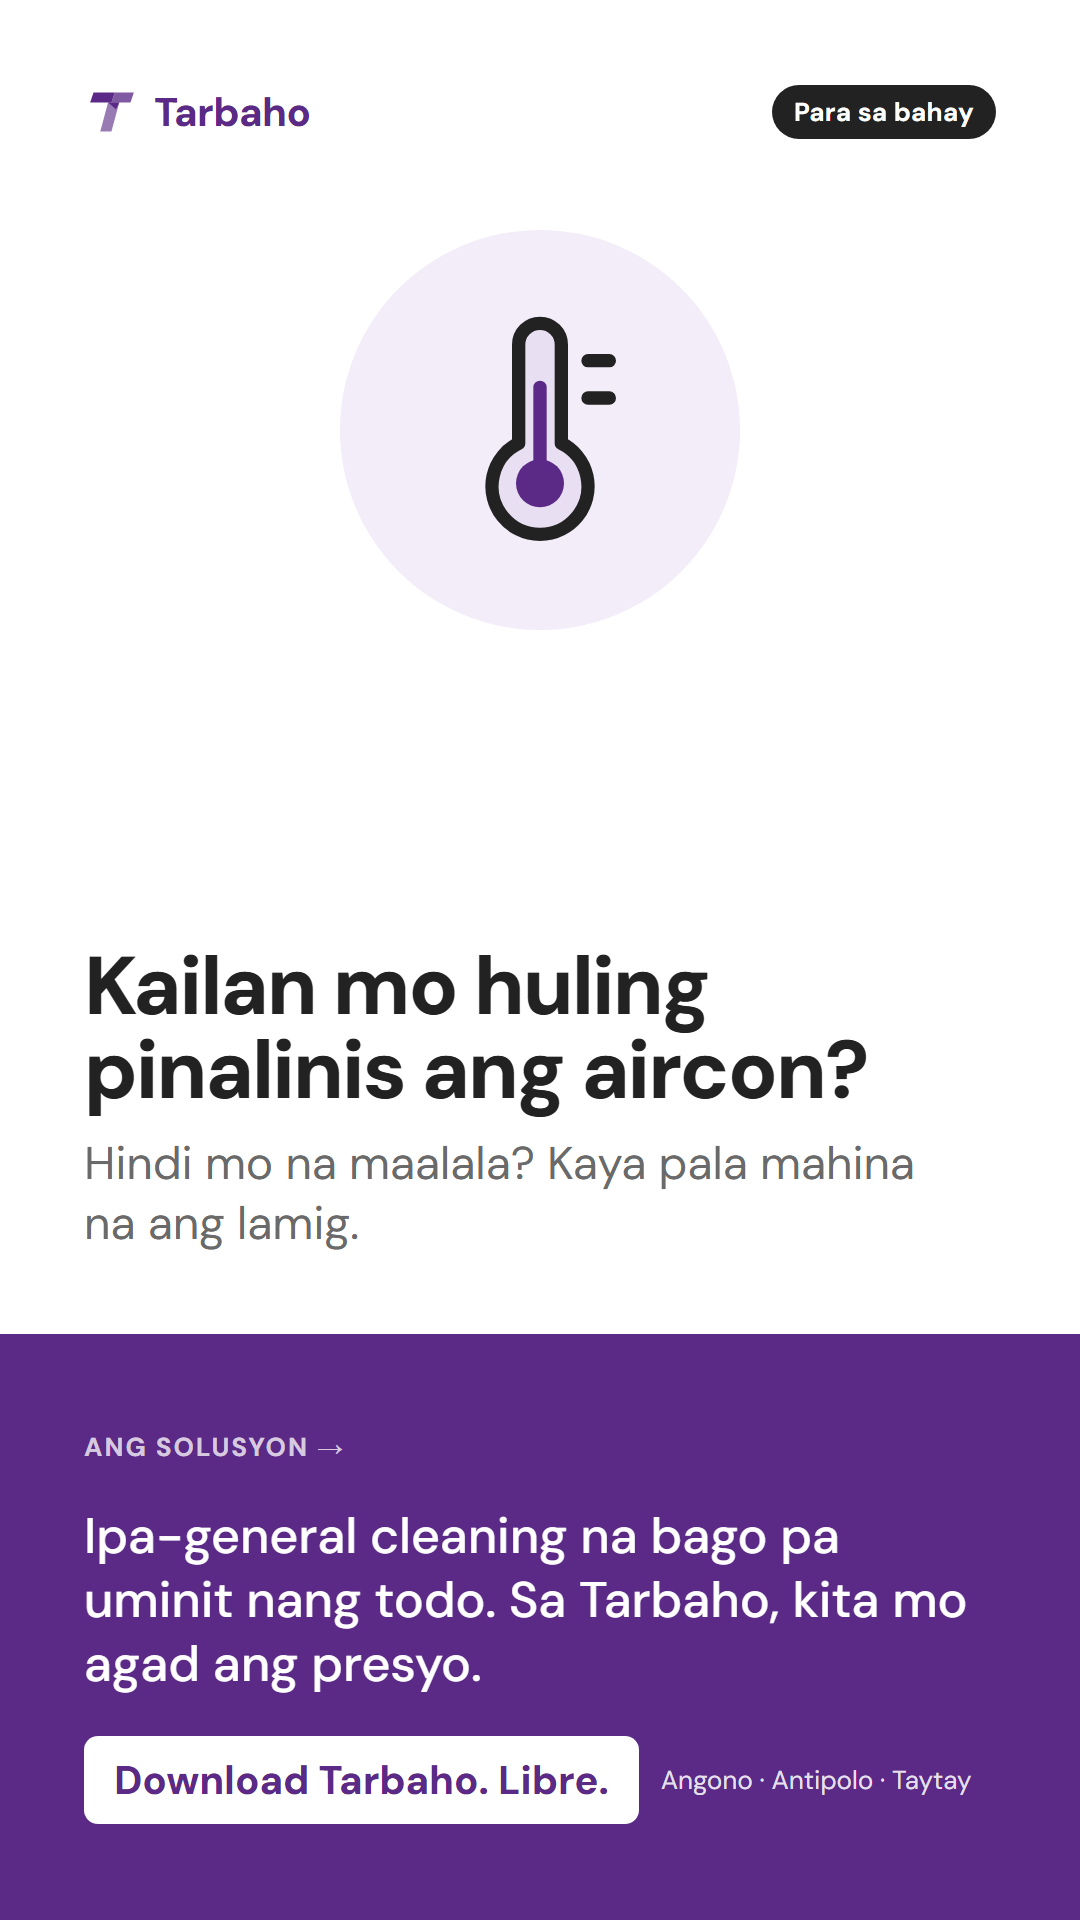 Tarbaho
Para sa bahay
Kailan mo huling
pinalinis ang aircon?
Hindi mo na maalala? Kaya pala mahina
na ang lamig.
ANG SOLUSYON →
Ipa-general cleaning na bago pa
uminit nang todo. Sa Tarbaho, kita mo
agad ang presyo.
Download Tarbaho. Libre.
Angono · Antipolo · Taytay